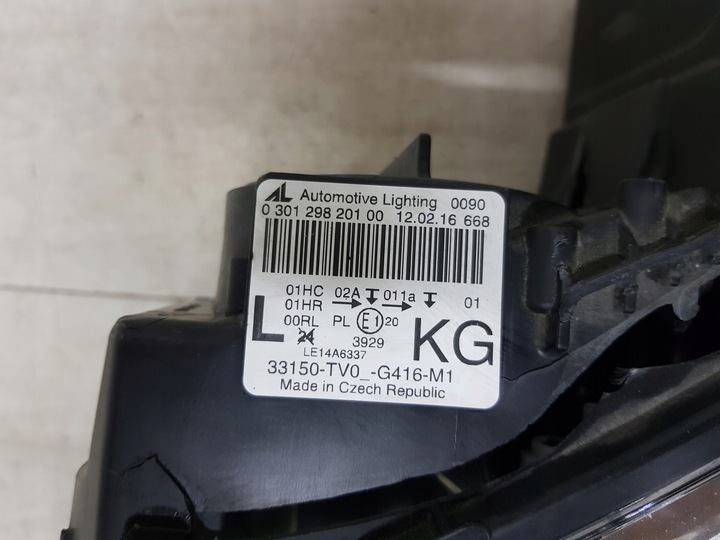 AL Automotive Lighting 0090
0 301 298 201 00 12.02.16 668
01HC 02A 011a 01
01HR
00RL PL E1 20
L 24 3929 KG
LE14A6337
33150-TV0_-G416-M1
Made in Czech Republic